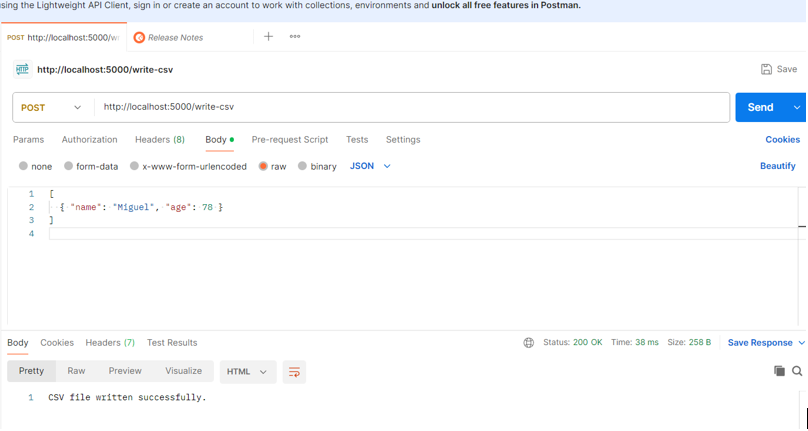 using the Lightweight API Client, sign in or create an account to work with collections, environments and unlock all free features in Postman.
POST http://localhost:5000/wr
Release Notes
HTTP http://localhost:5000/write-csv
Save
POST http://localhost:5000/write-csv
Send
Params Authorization Headers (8) Body Pre-request Script Tests Settings
Cookies
none form-data x-www-form-urlencoded raw binary JSON
Beautify
1 [
2 { "name": "Miguel", "age": 78 }
3 ]
4
Body Cookies Headers (7) Test Results
Status: 200 OK Time: 38 ms Size: 258 B Save Response
Pretty Raw Preview Visualize HTML
1 CSV file written successfully.